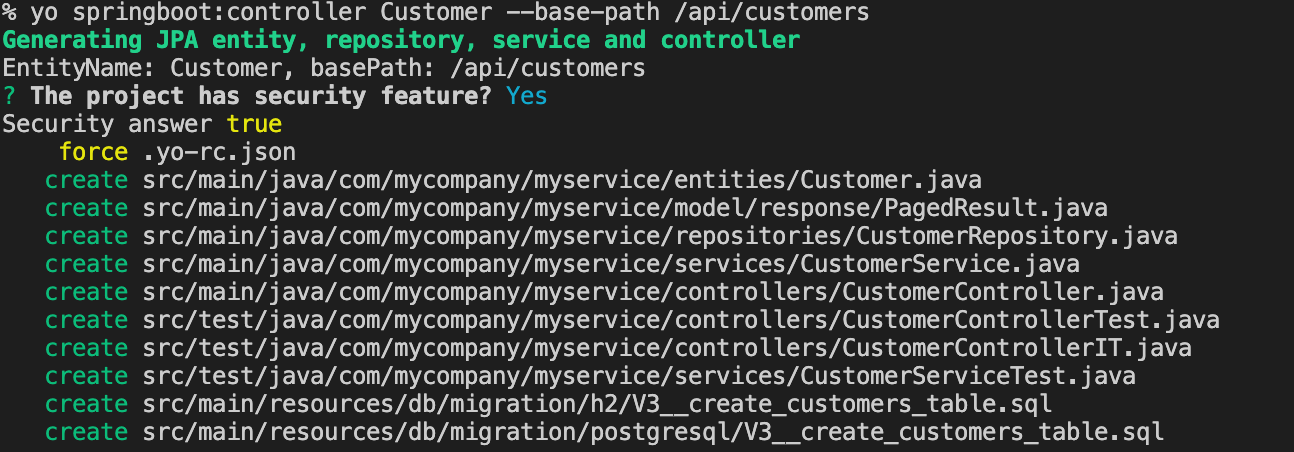 % yo springboot:controller Customer --base-path /api/customers
Generating JPA entity, repository, service and controller
EntityName: Customer, basePath: /api/customers
? The project has security feature? Yes
Security answer true
force .yo-rc.json
create src/main/java/com/mycompany/myservice/entities/Customer.java
create src/main/java/com/mycompany/myservice/model/response/PagedResult.java
create src/main/java/com/mycompany/myservice/repositories/CustomerRepository.java
create src/main/java/com/mycompany/myservice/services/CustomerService.java
create src/main/java/com/mycompany/myservice/controllers/CustomerController.java
create src/test/java/com/mycompany/myservice/controllers/CustomerControllerTest.java
create src/test/java/com/mycompany/myservice/controllers/CustomerControllerIT.java
create src/test/java/com/mycompany/myservice/services/CustomerServiceTest.java
create src/main/resources/db/migration/h2/V3__create_customers_table.sql
create src/main/resources/db/migration/postgresql/V3__create_customers_table.sql